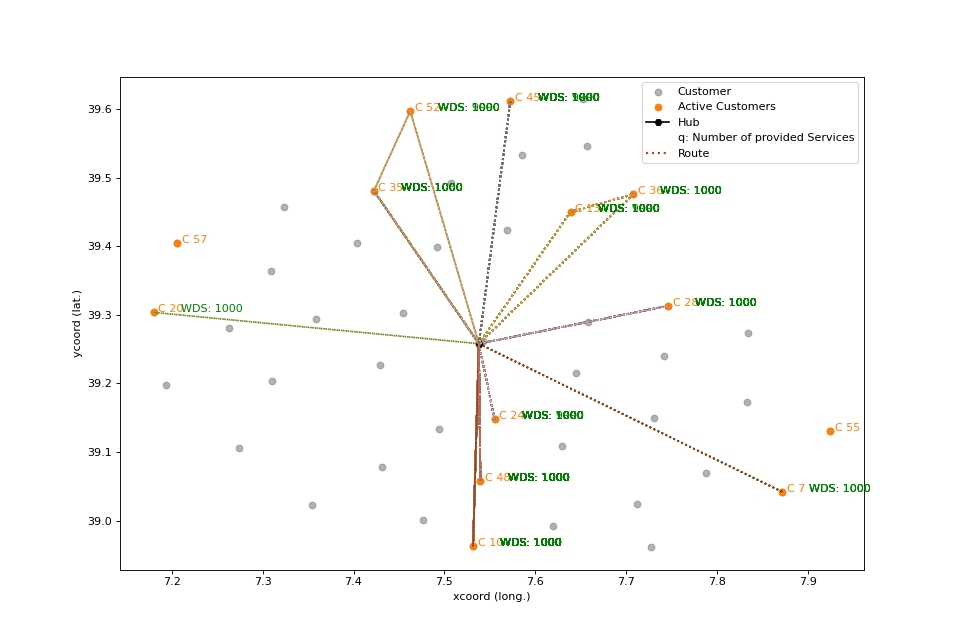 Customer
Active Customers
Hub
q: Number of provided Services
Route
C 52 WDS: 1000
C 45 WDS: 1000
C 35 WDS: 1000
C 36 WDS: 1000
WDS: 1000
C 57
C 20 WDS: 1000
C 28 WDS: 1000
C 24 WDS: 1000
C 55
C 48 WDS: 1000
C 7 WDS: 1000
C 10 WDS: 1000
39.6
39.5
39.4
39.3
39.2
39.1
39.0
ycoord (lat.)
7.2 7.3 7.4 7.5 7.6 7.7 7.8 7.9
xcoord (long.)